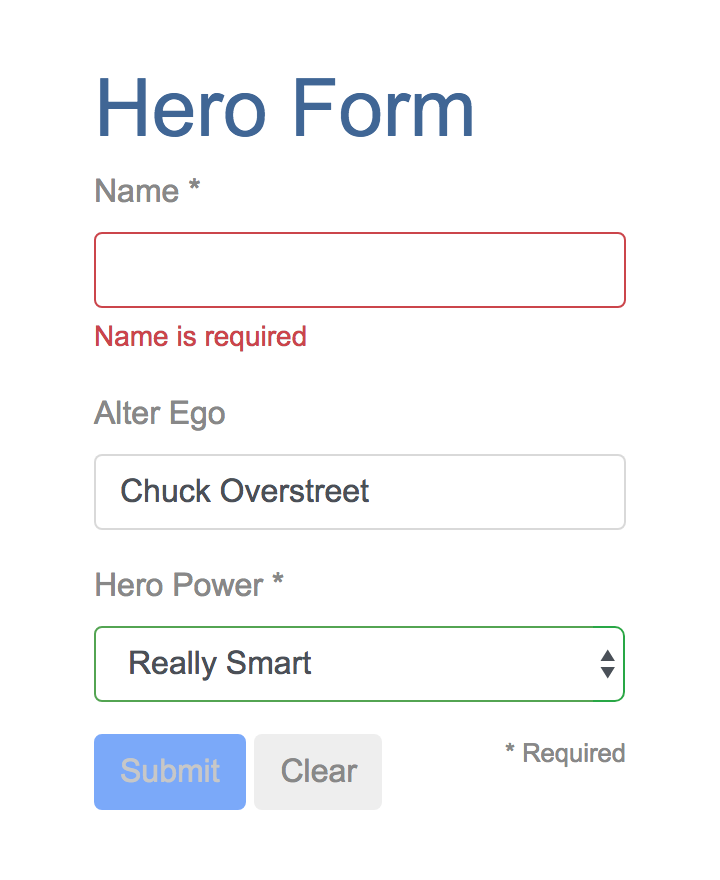 Hero Form
Name *
Name is required
Alter Ego
Chuck Overstreet
Hero Power *
Really Smart
Submit Clear * Required